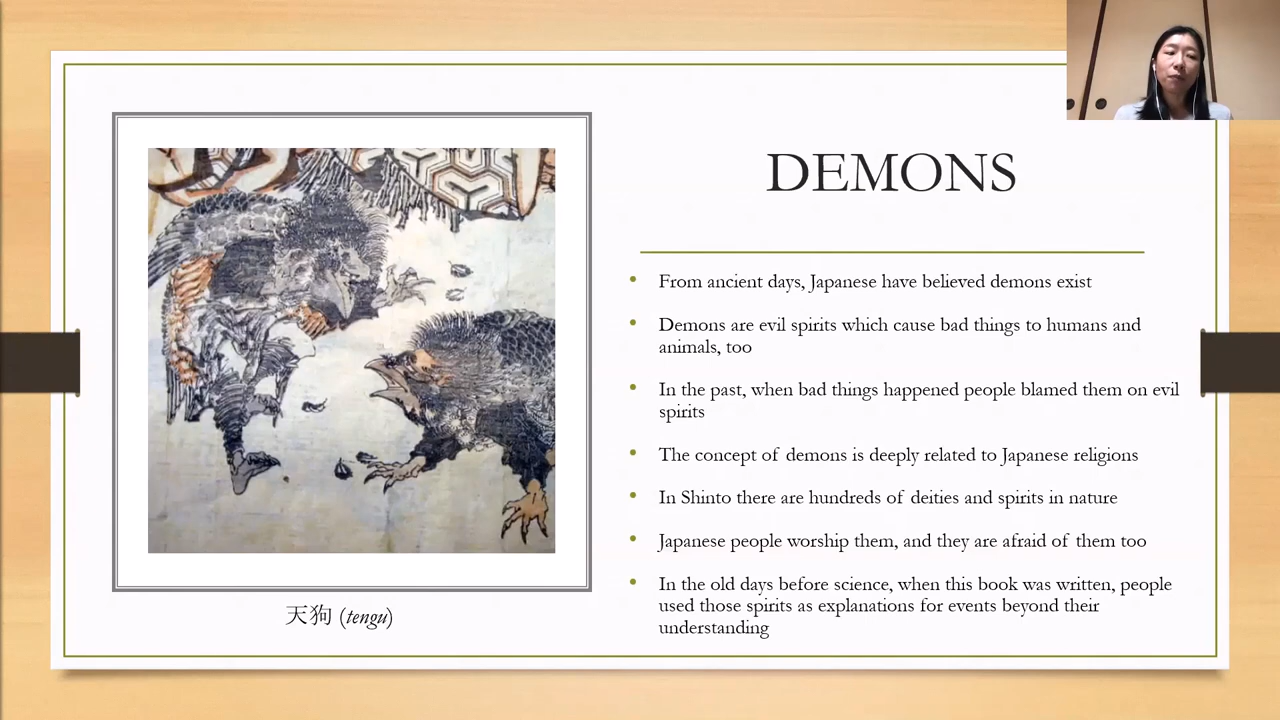 DEMONS
From ancient days, Japanese have believed demons exist
Demons are evil spirits which cause bad things to humans and
animals, too
In the past, when bad things happened people blamed them on evil
spirits
The concept of demons is deeply related to Japanese religions
In Shinto there are hundreds of deities and spirits in nature
Japanese people worship them, and they are afraid of them too
In the old days before science, when this book was written, people
used those spirits as explanations for events beyond their
understanding
天狗 (tengu)